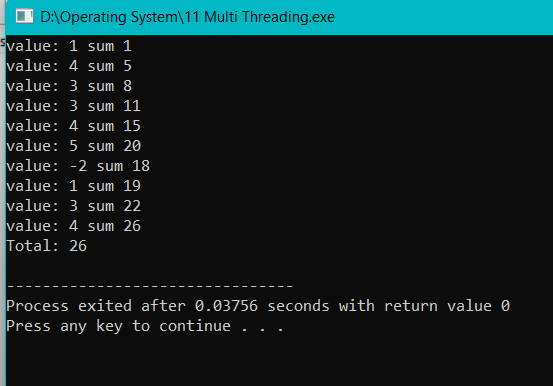 D:\Operating System\11 Multi Threading.exe
value: 1 sum 1
value: 4 sum 5
value: 3 sum 8
value: 3 sum 11
value: 4 sum 15
value: 5 sum 20
value: -2 sum 18
value: 1 sum 19
value: 3 sum 22
value: 4 sum 26
Total: 26
--------------------------------
Process exited after 0.03756 seconds with return value 0
Press any key to continue . . .